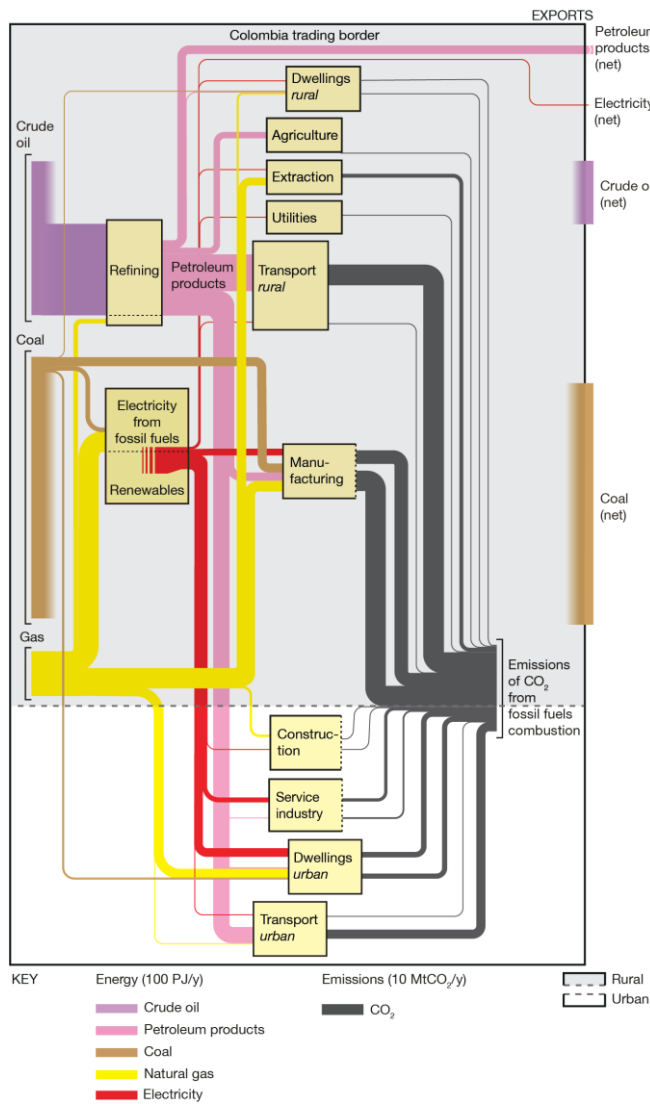 EXPORTS
Colombia trading border
Petroleum
products
(net)
Dwellings
rural
Electricity
(net)
Crude
oil
Agriculture
Extraction
Crude oil
(net)
Utilities
Refining
Petroleum
products
Transport
rural
Coal
Electricity
from
fossil fuels
Renewables
Manu-
facturing
Coal
(net)
Gas
Emissions
of CO₂
from
fossil fuels
combustion
Construc-
tion
Service
industry
Dwellings
urban
Transport
urban
KEY
Energy (100 PJ/y)
Emissions (10 MtCO₂/y)
Rural
Urban
Crude oil
CO₂
Petroleum products
Coal
Natural gas
Electricity